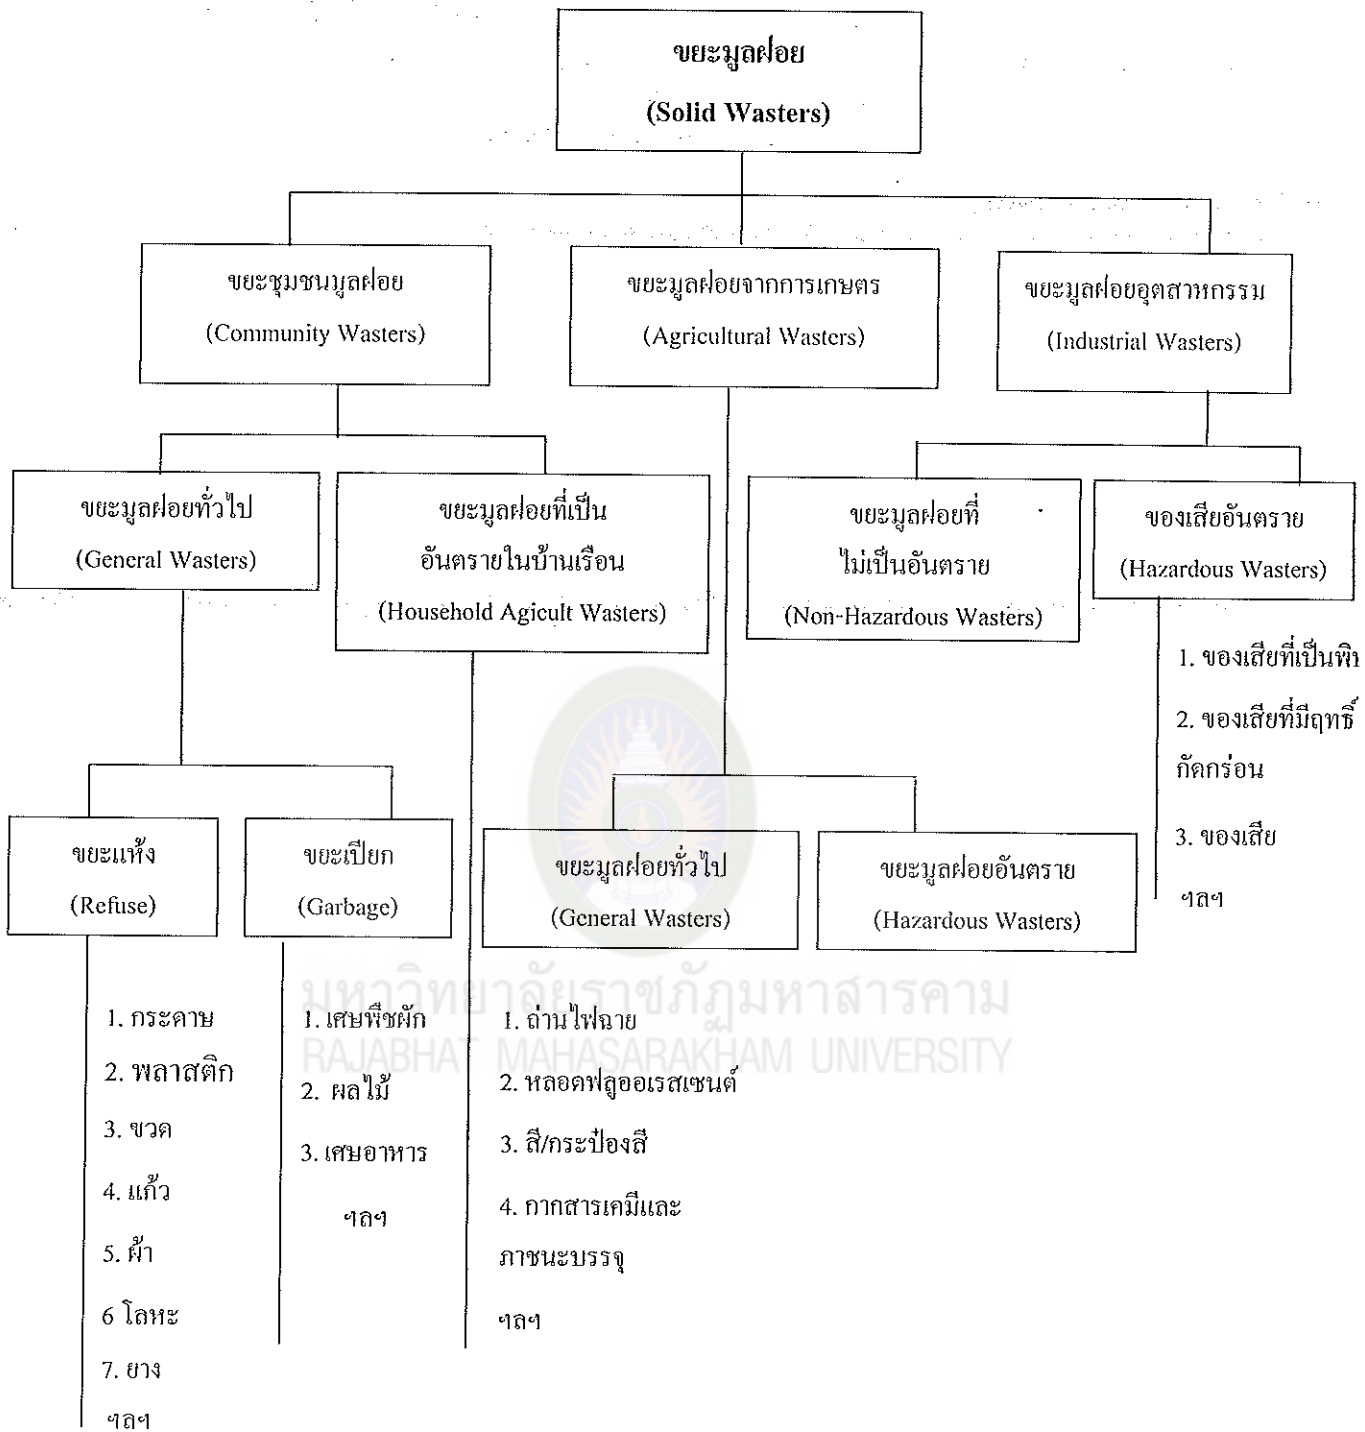 ขยะมูลฝอย
(Solid Wasters)
ขยะชุมชนมูลฝอย
(Community Wasters)
ขยะมูลฝอยจากการเกษตร
(Agricultural Wasters)
ขยะมูลฝอยอุตสาหกรรม
(Industrial Wasters)
ขยะมูลฝอยทั่วไป
(General Wasters)
ขยะมูลฝอยที่เป็น
อันตรายในบ้านเรือน
(Household Agicult Wasters)
ขยะมูลฝอยที่
ไม่เป็นอันตราย
(Non-Hazardous Wasters)
ของเสียอันตราย
(Hazardous Wasters)
1. ของเสียที่เป็นพิษ
2. ของเสียที่มีฤทธิ์
กัดกร่อน
3. ของเสีย
ฯลฯ
ขยะแห้ง
(Refuse)
ขยะเปียก
(Garbage)
ขยะมูลฝอยทั่วไป
(General Wasters)
ขยะมูลฝอยอันตราย
(Hazardous Wasters)
1. กระดาษ
2. พลาสติก
3. ขวด
4. แก้ว
5. ผ้า
6 โลหะ
7. ยาง
ฯลฯ
1. เศษพืชผัก
2. ผลไม้
3. เศษอาหาร
ฯลฯ
1. ถ่านไฟฉาย
2. หลอดฟลูออเรสเซนต์
3. สี/กระป๋องสี
4. กากสารเคมีและ
ภาชนะบรรจุ
ฯลฯ
มหาวิทยาลัยราชภัฏมหาสารคาม
RAJABHAT MAHASARAKHAM UNIVERSITY